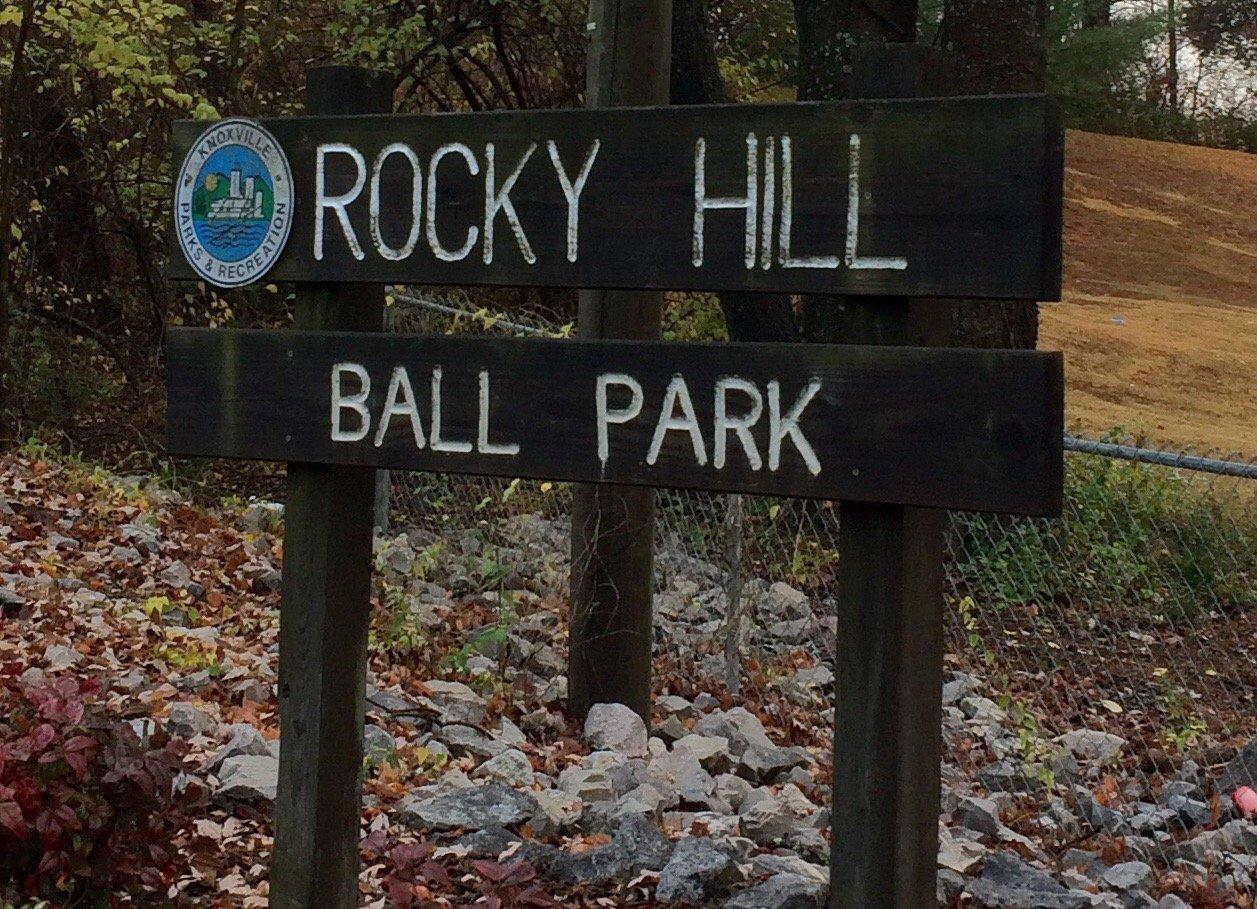 KNOXVILLE
PARKS & RECREATION
ROCKY HILL
BALL PARK